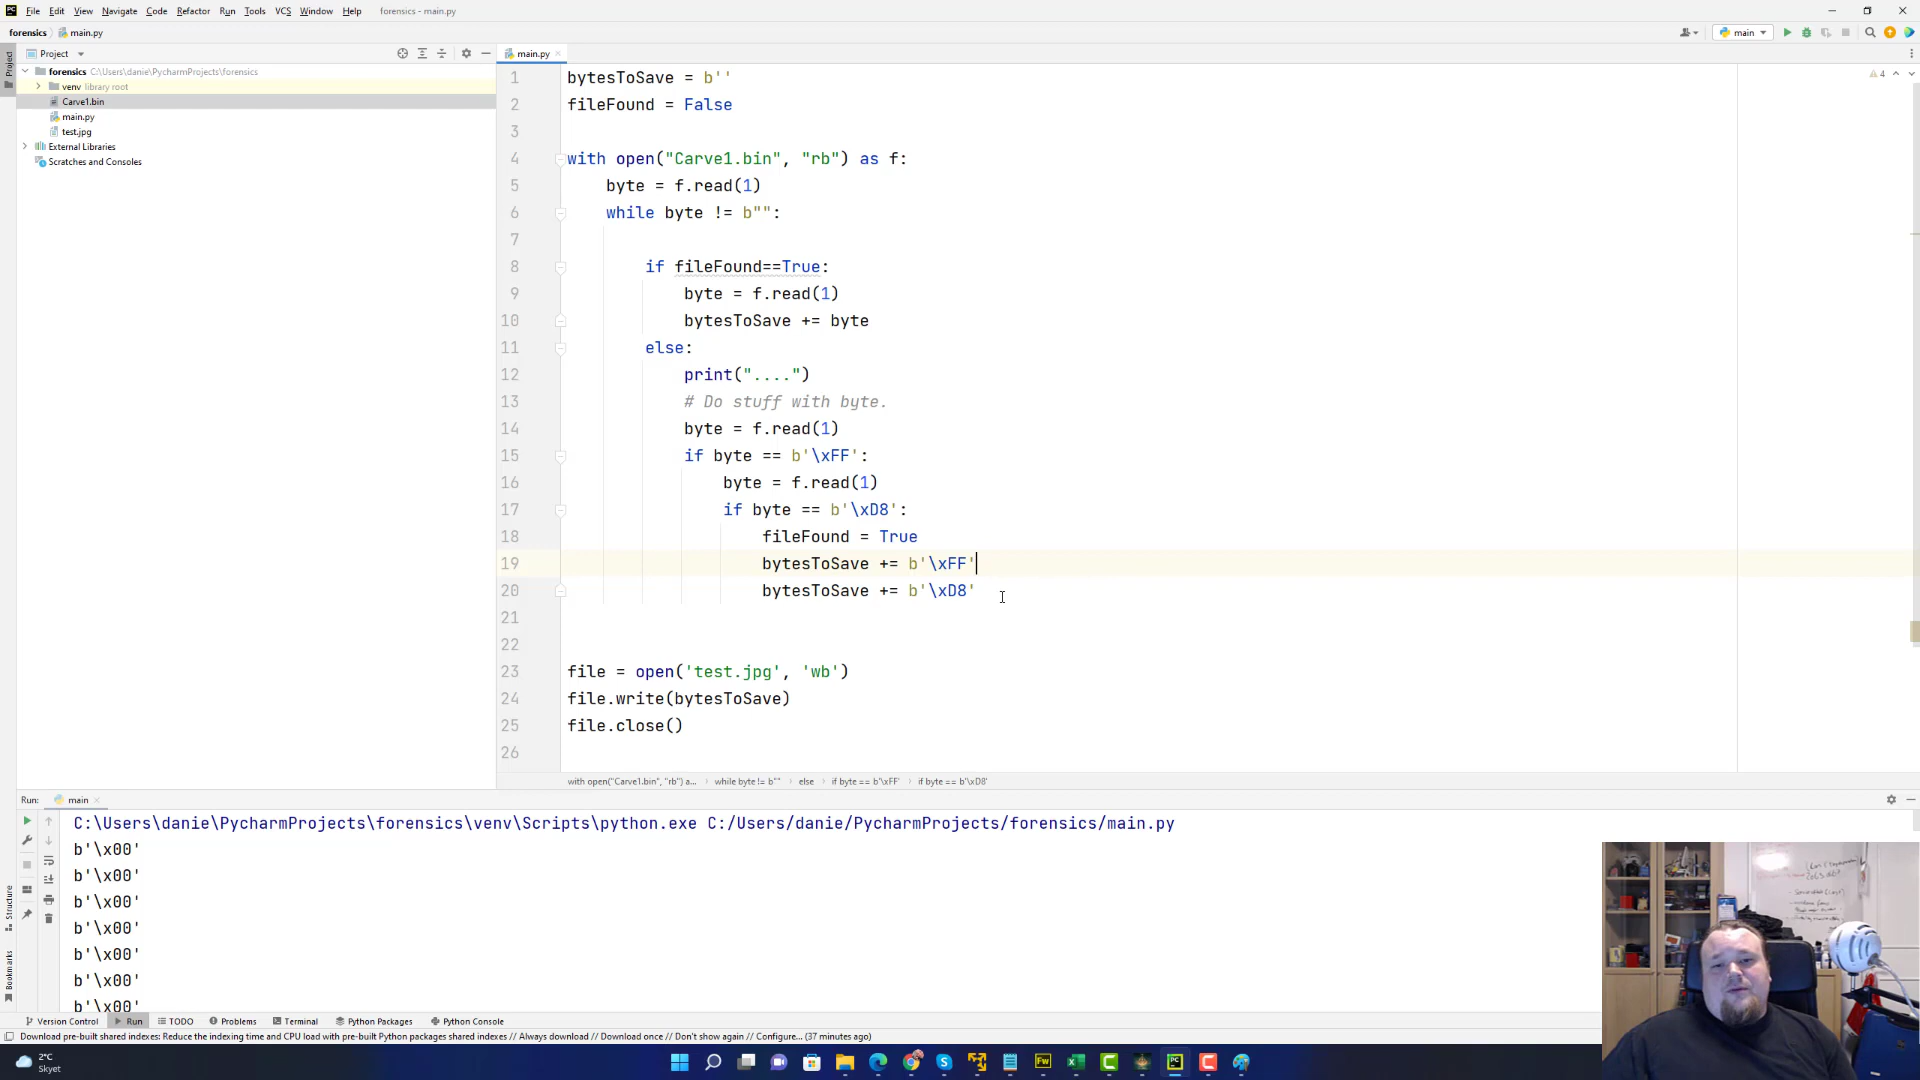 File Edit View Navigate Code Refactor Run Tools VCS Window Help forensics - main.py
forensics main.py
main
Project
main.py
Project
forensics C:\Users\danie\PycharmProjects\forensics
venv library root
Carve1.bin
main.py
test.jpg
External Libraries
Scratches and Consoles
4
1 bytesToSave = b''
2 fileFound = False
3
4 with open("Carve1.bin", "rb") as f:
5 byte = f.read(1)
6 while byte != b"":
7
8 if fileFound==True:
9 byte = f.read(1)
10 bytesToSave += byte
11 else:
12 print("....")
13 # Do stuff with byte.
14 byte = f.read(1)
15 if byte == b'\xFF':
16 byte = f.read(1)
17 if byte == b'\xD8':
18 fileFound = True
19 bytesToSave += b'\xFF'
20 bytesToSave += b'\xD8'
21
22
23 file = open('test.jpg', 'wb')
24 file.write(bytesToSave)
25 file.close()
26
with open("Carve1.bin", "rb") a... while byte != b"" else if byte == b'\xFF' if byte == b'\xD8'
Run: main
C:\Users\danie\PycharmProjects\forensics\venv\Scripts\python.exe C:/Users/danie/PycharmProjects/forensics/main.py
b'\x00'
b'\x00'
b'\x00'
b'\x00'
b'\x00'
b'\x00'
b'\x00'
Structure
Bookmarks
Version Control Run TODO Problems Terminal Python Packages Python Console
Download pre-built shared indexes: Reduce the indexing time and CPU load with pre-built Python packages shared indexes // Always download // Download once // Don't show again // Configure... (37 minutes ago)
2°C
Skyet
Fw
PC